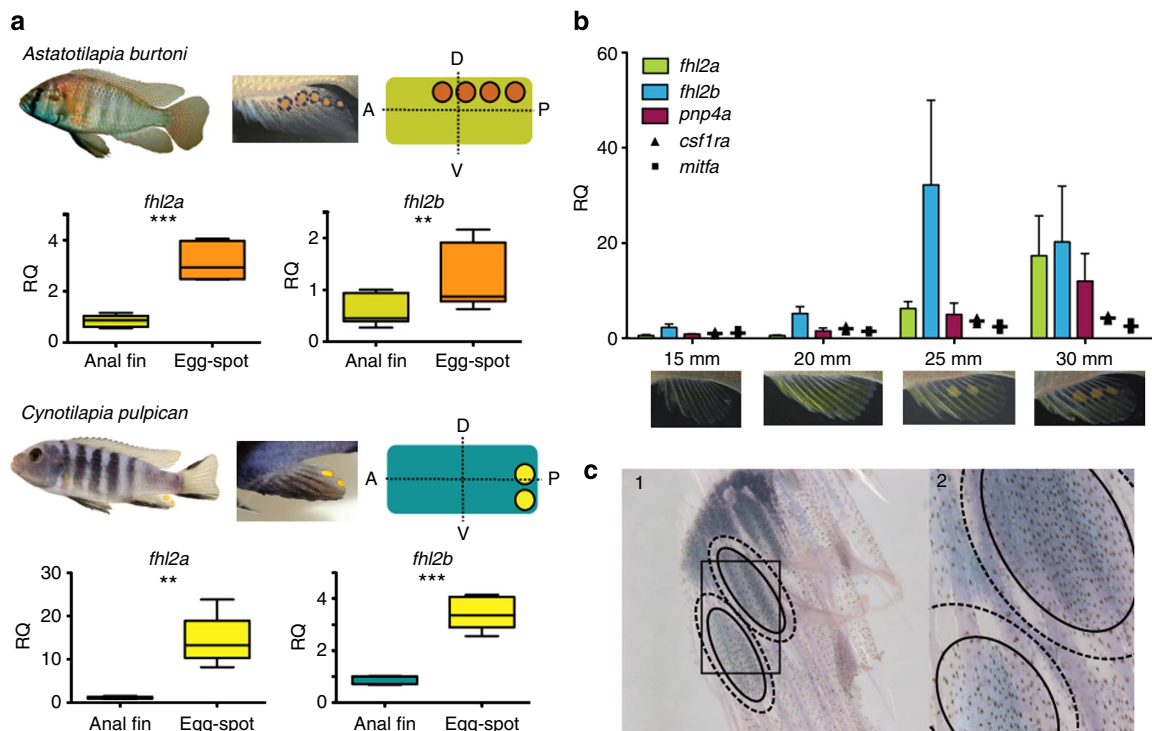 a
Astatotilapia burtoni
D
A
P
V
fhl2a
***
4
2
0
RQ
Anal fin
Egg-spot
fhl2b
**
2
1
0
RQ
Anal fin
Egg-spot
Cynotilapia pulpican
D
A
P
V
fhl2a
**
30
20
10
0
RQ
Anal fin
Egg-spot
fhl2b
***
4
2
0
RQ
Anal fin
Egg-spot
b
60
40
20
0
RQ
fhl2a
fhl2b
pnp4a
csf1ra
mitfa
15 mm
20 mm
25 mm
30 mm
c
1
2